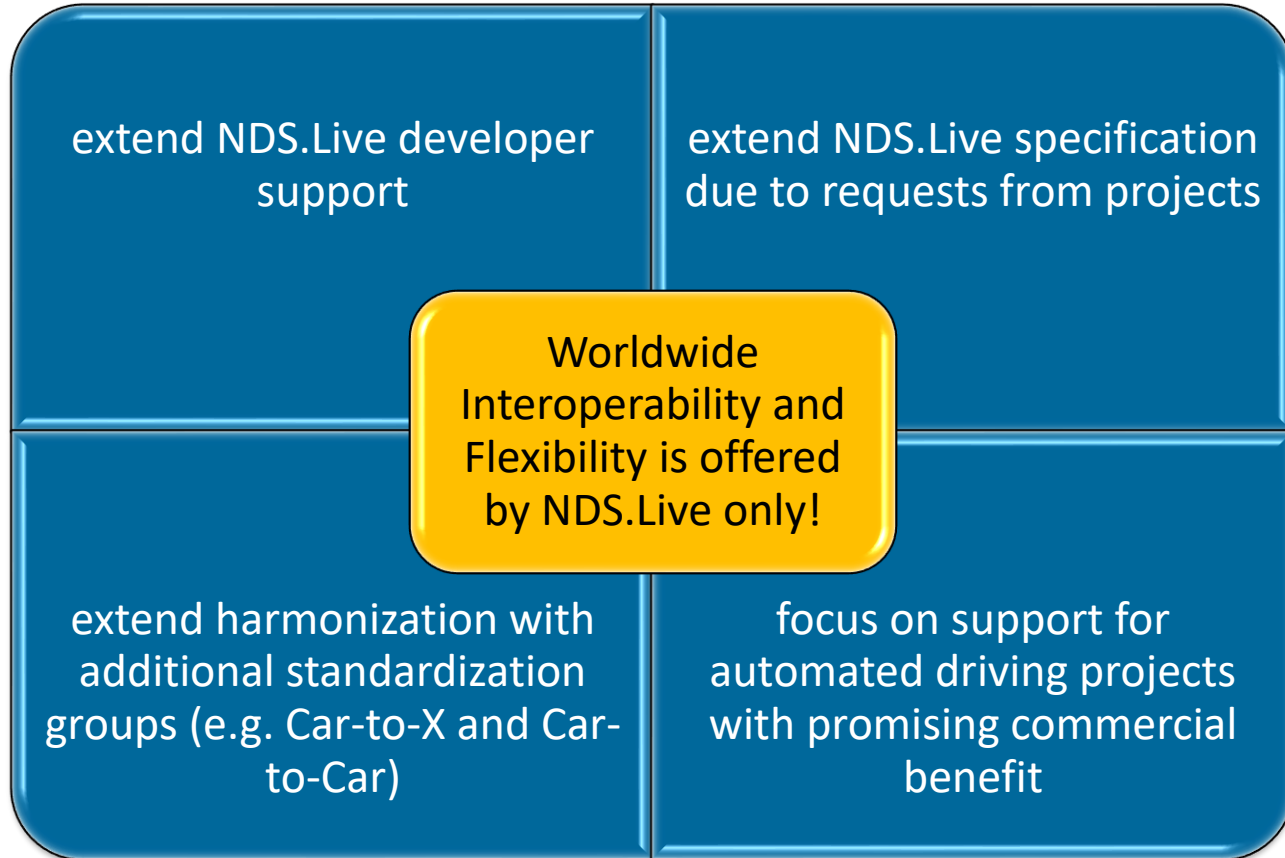 extend NDS.Live developer
support
extend NDS.Live specification
due to requests from projects
Worldwide
Interoperability and
Flexibility is offered
by NDS.Live only!
extend harmonization with
additional standardization
groups (e.g. Car-to-X and Car-
to-Car)
focus on support for
automated driving projects
with promising commercial
benefit